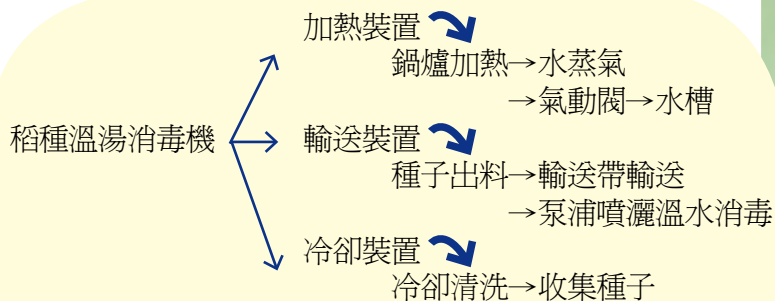 加熱裝置
鍋爐加熱→水蒸氣
→氣動閥→水槽
稻種溫湯消毒機
輸送裝置
種子出料→輸送帶輸送
→泵浦噴灑溫水消毒
冷卻裝置
冷卻清洗→收集種子